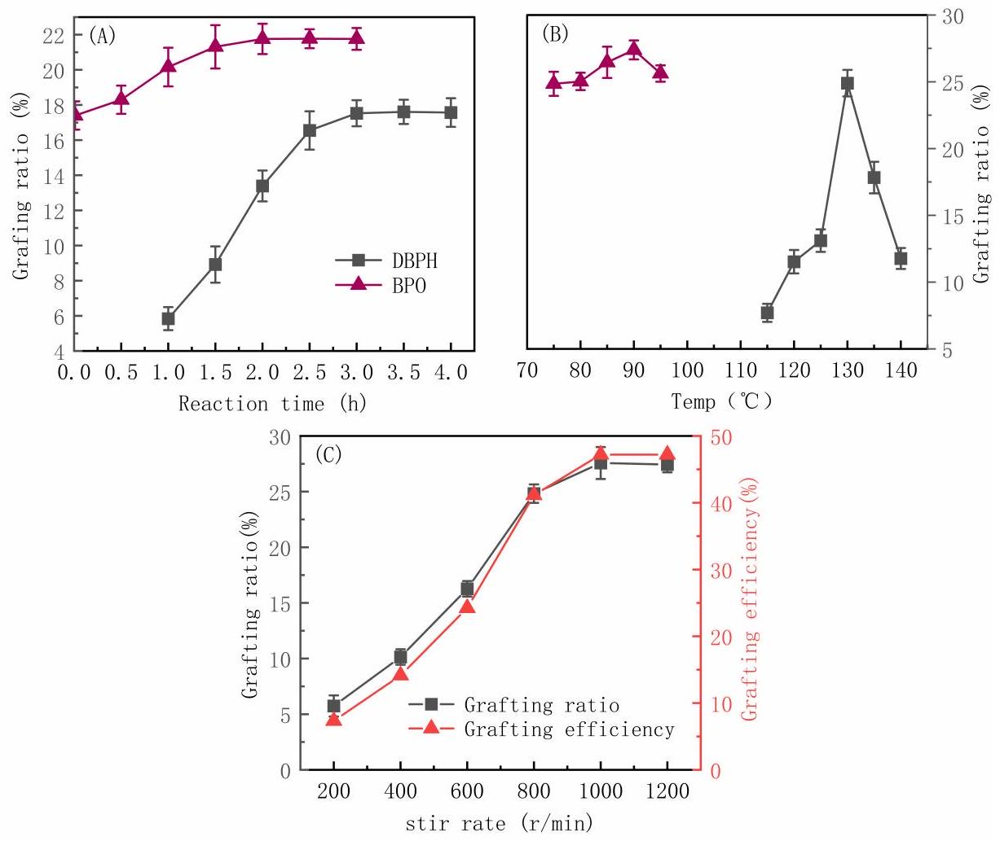 (A)
22
20
18
16
14
12
10
8
6
4
Grafing ratio (%)
DBPH
BPO
0.0 0.5 1.0 1.5 2.0 2.5 3.0 3.5 4.0
Reaction time (h)
(B)
30
25
20
15
10
5
Grafting ratio (%)
70 80 90 100 110 120 130 140
Temp (℃)
(C)
30
25
20
15
10
5
0
Grafting ratio(%)
50
40
30
20
10
0
Grafting efficiency(%)
Grafting ratio
Grafting efficiency
200 400 600 800 1000 1200
stir rate (r/min)